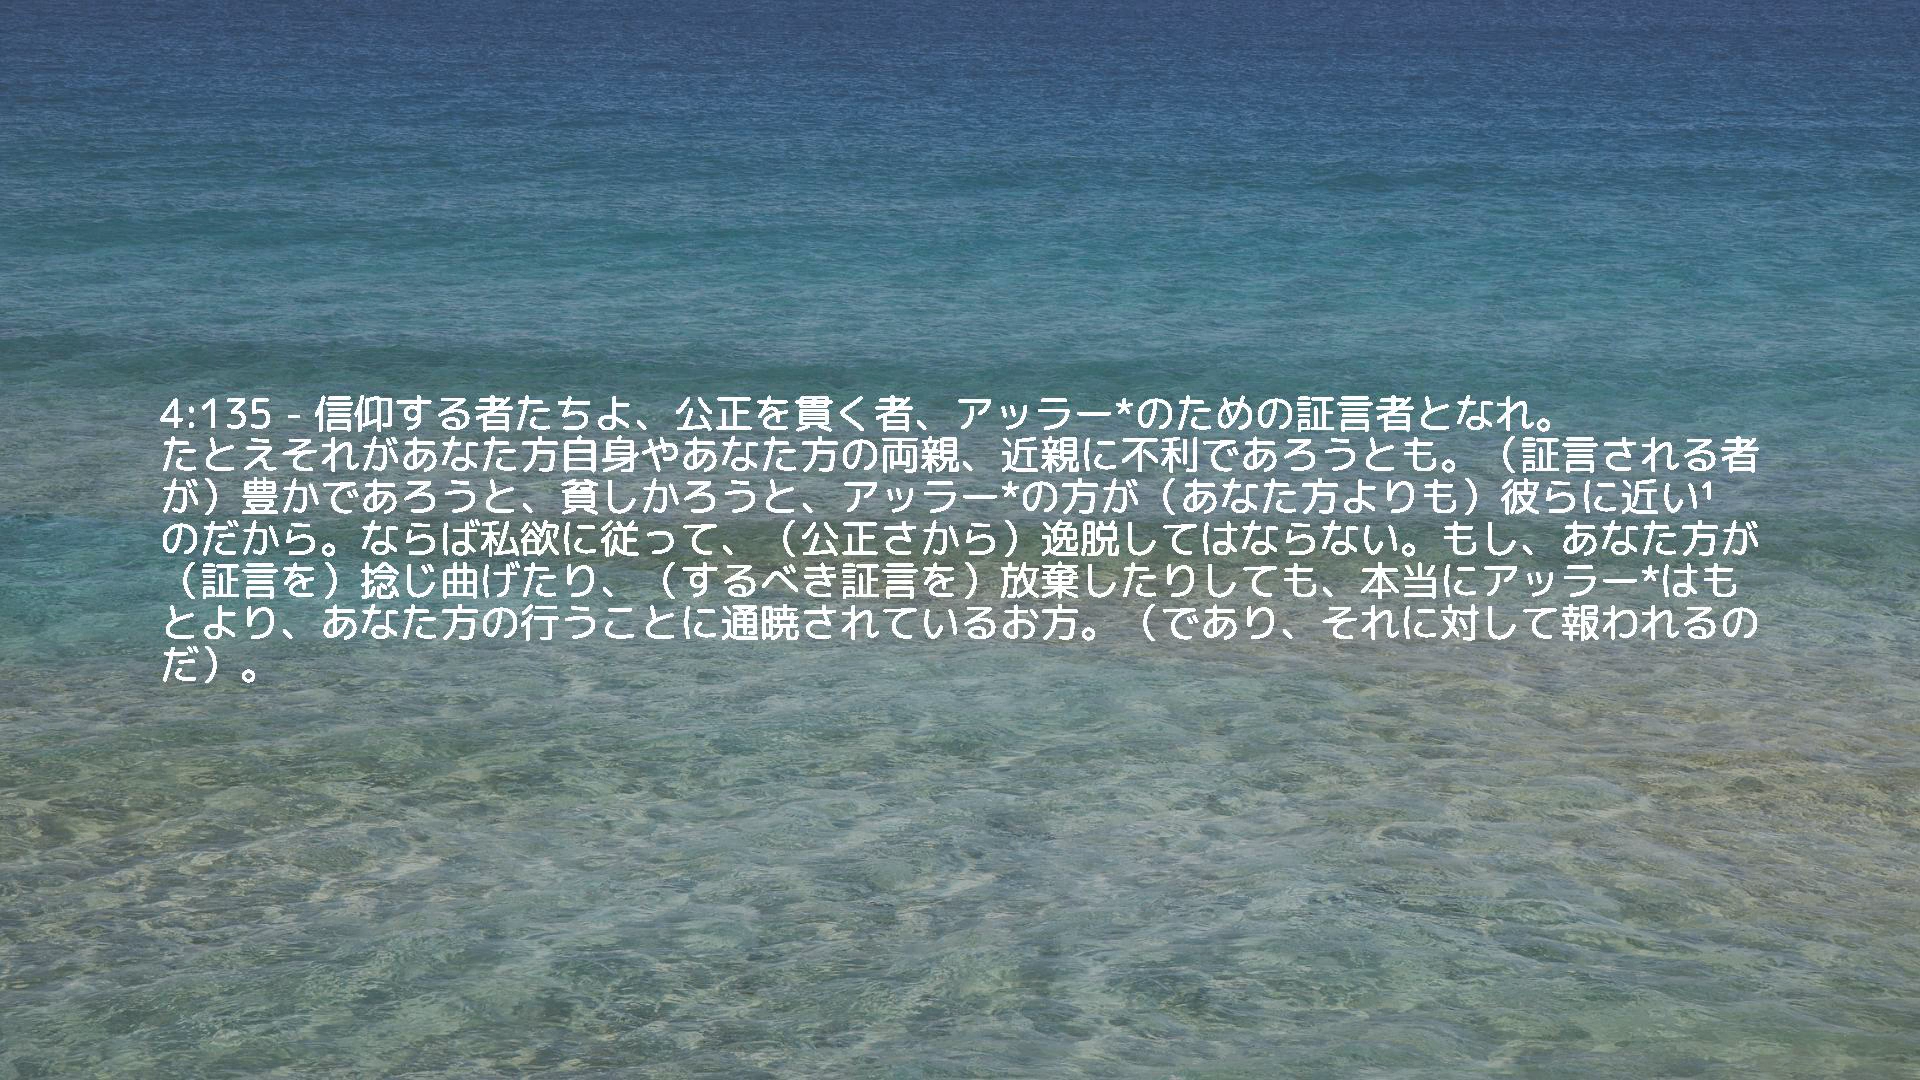 4:135 - 信仰する者たちよ、公正を貫く者、アッラー*のための証言者となれ。
たとえそれがあなた方自身やあなた方の両親、近親に不利であろうとも。（証言される者
が）豊かであろうと、貧しかろうと、アッラー*の方が（あなた方よりも）彼らに近い¹
のだから。ならば私欲に従って、（公正さから）逸脱してはならない。もし、あなた方が
（証言を）捻じ曲げたり、（するべき証言を）放棄したりしても、本当にアッラー*はも
とより、あなた方の行うことに通暁されているお方。（であり、それに対して報われるの
だ）。